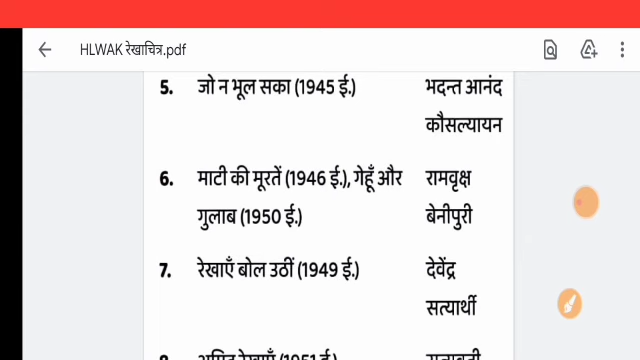 HLWAK रेखाचित्र.pdf
5. जो न भूल सका (1945 ई.) भदन्त आनंद
कौसल्यायन
6. माटी की मूरतें (1946 ई.), गेहूँ और रामवृक्ष
गुलाब (1950 ई.) बेनीपुरी
7. रेखाएँ बोल उठीं (1949 ई.) देवेंद्र
सत्यार्थी